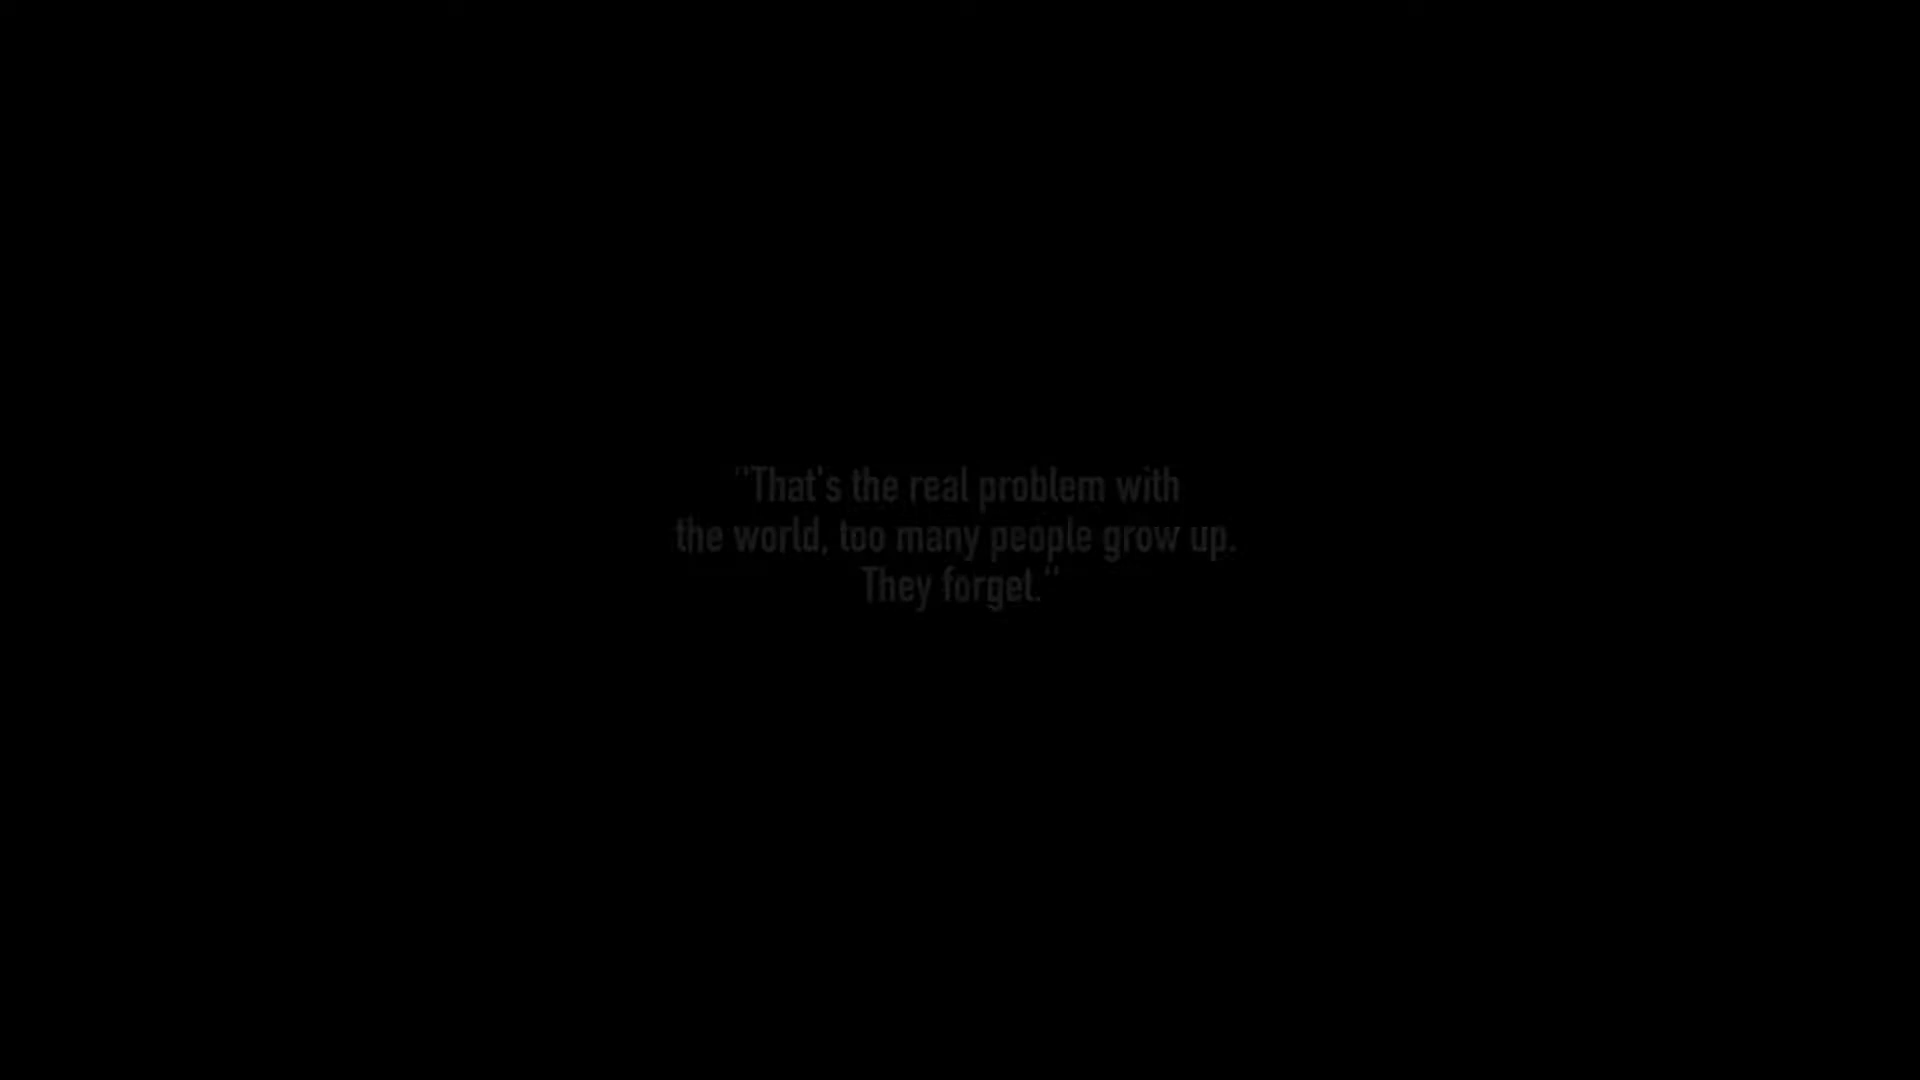 "That's the real problem with
the world, too many people grow up.
They forget."